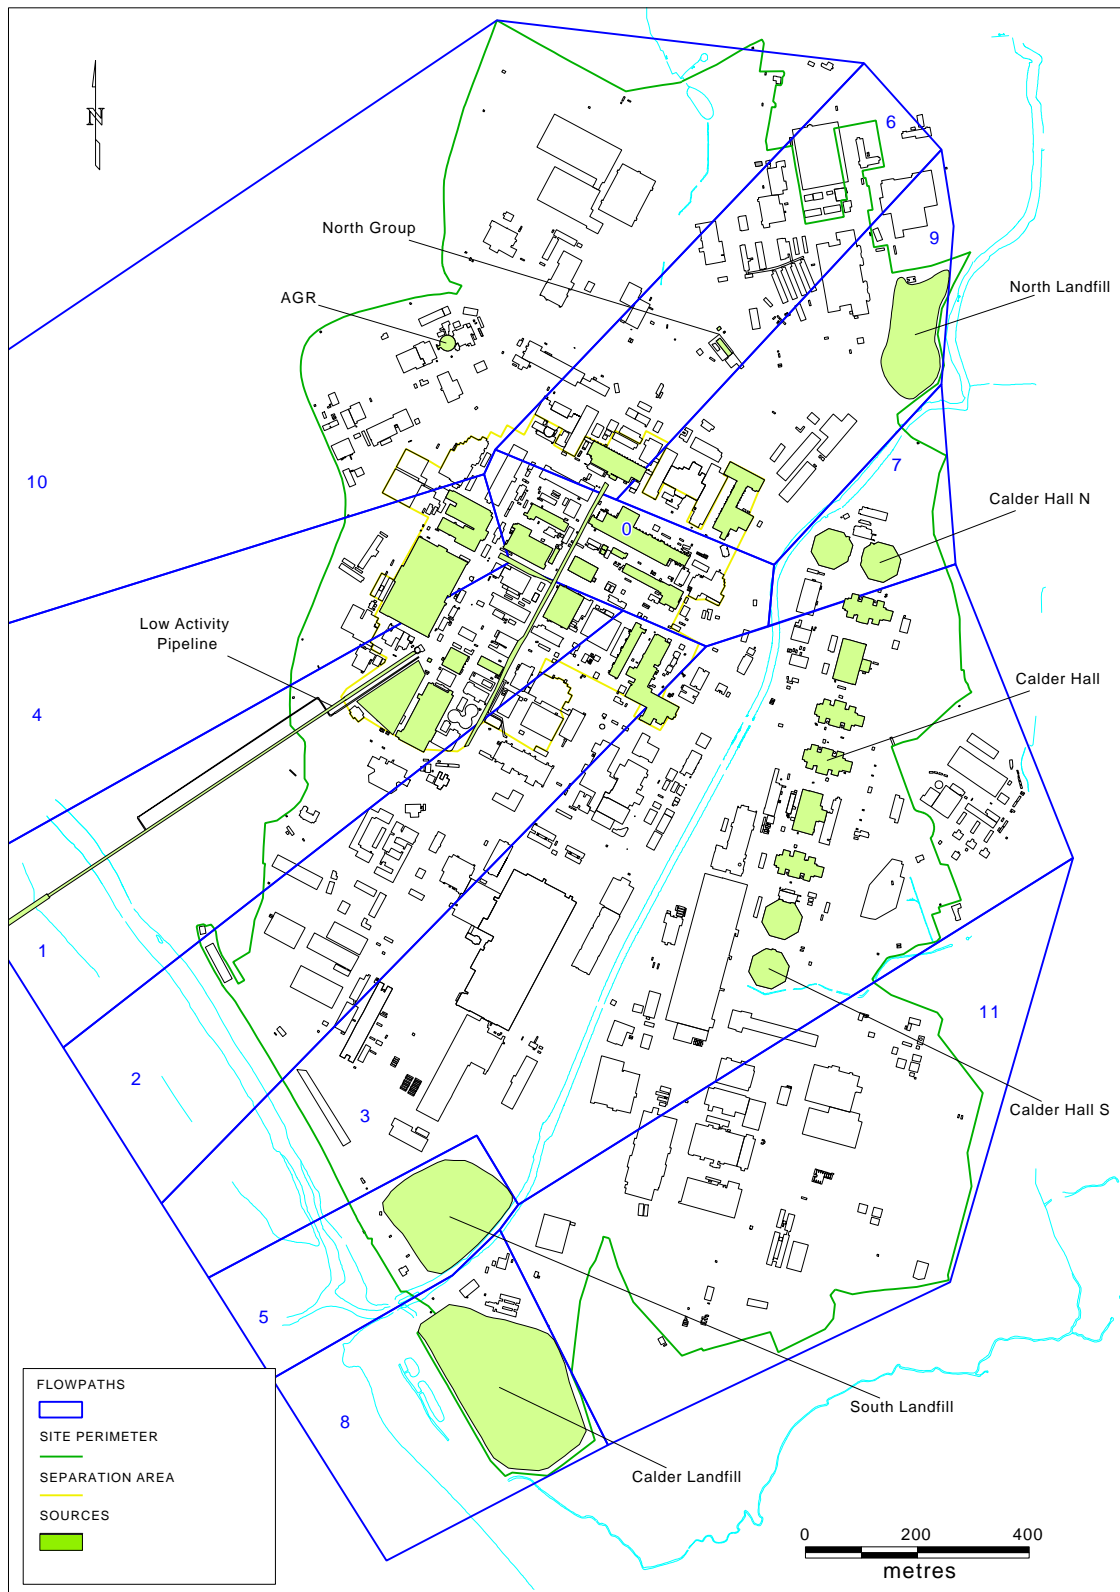 N
6
9
North Group
North Landfill
AGR
7
10
Calder Hall N
0
Low Activity
Pipeline
Calder Hall
4
1
11
2
3
Calder Hall S
5
South Landfill
8
Calder Landfill
FLOWPATHS
SITE PERIMETER
SEPARATION AREA
SOURCES
0 200 400
metres